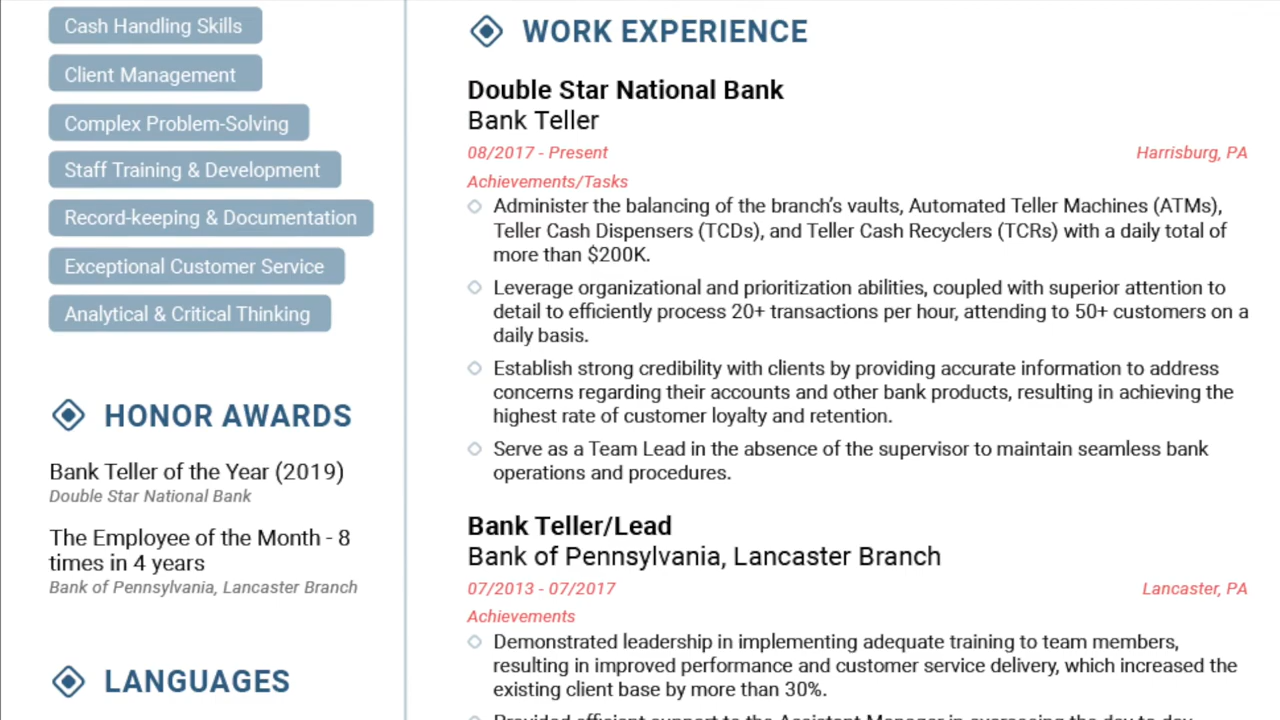 Cash Handling Skills
Client Management
Complex Problem-Solving
Staff Training & Development
Record-keeping & Documentation
Exceptional Customer Service
Analytical & Critical Thinking
HONOR AWARDS
Bank Teller of the Year (2019)
Double Star National Bank
The Employee of the Month - 8
times in 4 years
Bank of Pennsylvania, Lancaster Branch
LANGUAGES
WORK EXPERIENCE
Double Star National Bank
Bank Teller
08/2017 - Present
Harrisburg, PA
Achievements/Tasks
Administer the balancing of the branch’s vaults, Automated Teller Machines (ATMs),
Teller Cash Dispensers (TCDs), and Teller Cash Recyclers (TCRs) with a daily total of
more than $200K.
Leverage organizational and prioritization abilities, coupled with superior attention to
detail to efficiently process 20+ transactions per hour, attending to 50+ customers on a
daily basis.
Establish strong credibility with clients by providing accurate information to address
concerns regarding their accounts and other bank products, resulting in achieving the
highest rate of customer loyalty and retention.
Serve as a Team Lead in the absence of the supervisor to maintain seamless bank
operations and procedures.
Bank Teller/Lead
Bank of Pennsylvania, Lancaster Branch
07/2013 - 07/2017
Lancaster, PA
Achievements
Demonstrated leadership in implementing adequate training to team members,
resulting in improved performance and customer service delivery, which increased the
existing client base by more than 30%.